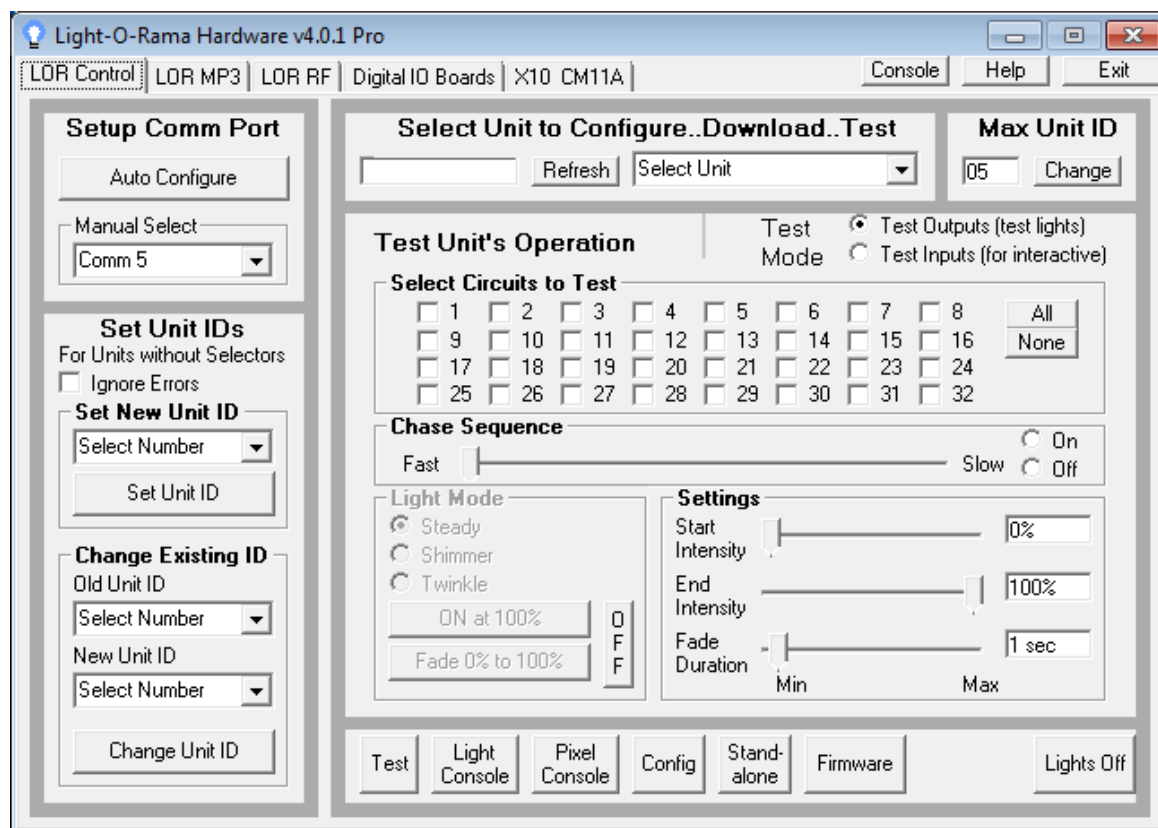 Light-O-Rama Hardware v4.0.1 Pro
LOR Control LOR MP3 LOR RF Digital IO Boards X10 CM11A Console Help Exit
Setup Comm Port
Auto Configure
Manual Select
Comm 5
Set Unit IDs
For Units without Selectors
Ignore Errors
Set New Unit ID
Select Number
Set Unit ID
Change Existing ID
Old Unit ID
Select Number
New Unit ID
Select Number
Change Unit ID
Select Unit to Configure..Download..Test
Refresh Select Unit
Max Unit ID
05 Change
Test Unit's Operation
Test Mode
Test Outputs (test lights)
Test Inputs (for interactive)
Select Circuits to Test
1 2 3 4 5 6 7 8 All
9 10 11 12 13 14 15 16 None
17 18 19 20 21 22 23 24
25 26 27 28 29 30 31 32
Chase Sequence
Fast Slow
On
Off
Light Mode
Steady
Shimmer
Twinkle
ON at 100%
Fade 0% to 100%
OFF
Settings
Start Intensity 0%
End Intensity 100%
Fade Duration 1 sec
Min Max
Test Light Console Pixel Console Config Stand-alone Firmware Lights Off